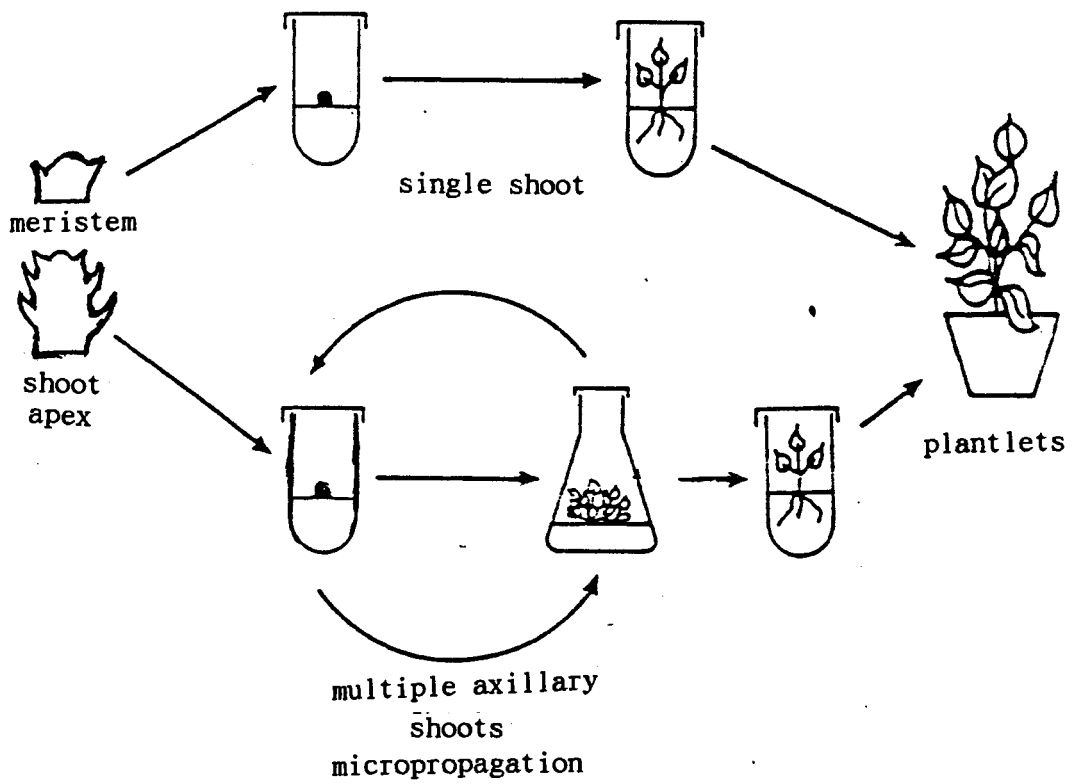 single shoot
meristem
shoot
apex
plantlets
multiple axillary
shoots
micropropagation